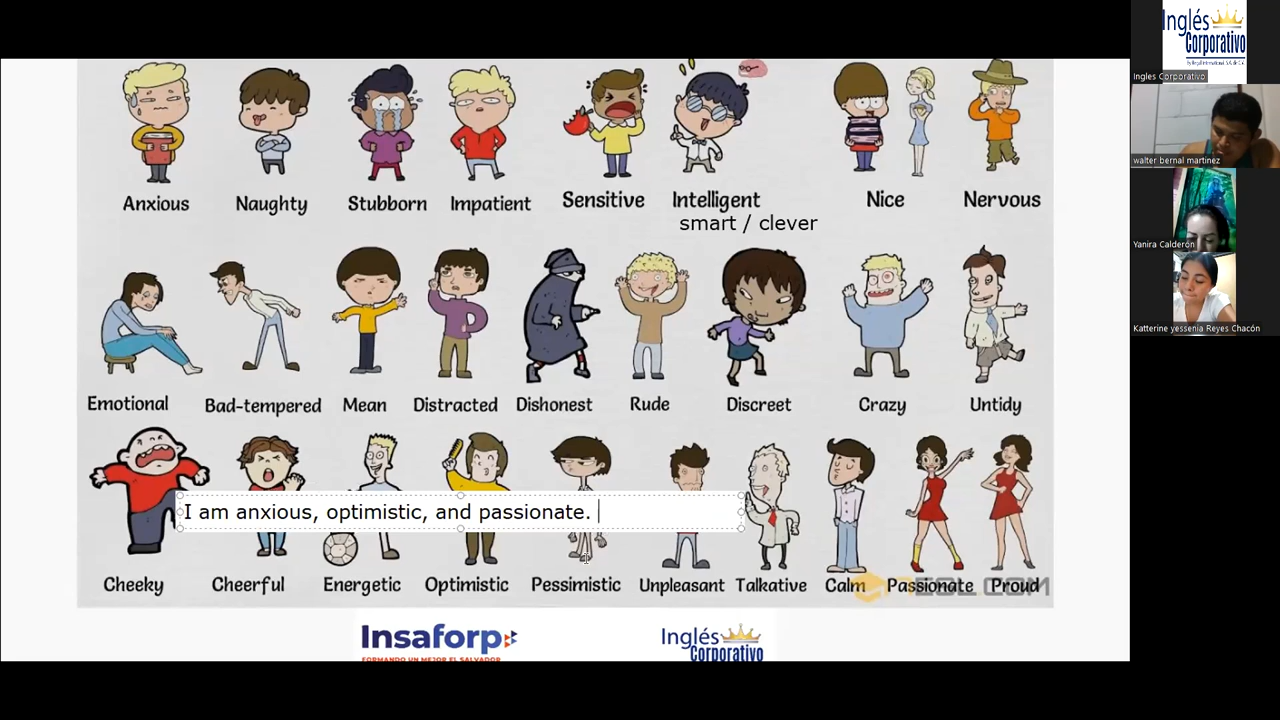 Anxious Naughty Stubborn Impatient Sensitive Intelligent Nice Nervous
smart / clever
Emotional Bad-tempered Mean Distracted Dishonest Rude Discreet Crazy Untidy
I am anxious, optimistic, and passionate.
Cheeky Cheerful Energetic Optimistic Pessimistic Unpleasant Talkative Calm Passionate Proud
Insaforp
FORMANDO UN MEJOR EL SALVADOR
Inglés
Corporativo
Inglés
Corporativo
Ingles Corporativo
walter bernal martinez
Yanira Calderón
Katterine yessenia Reyes Chacón